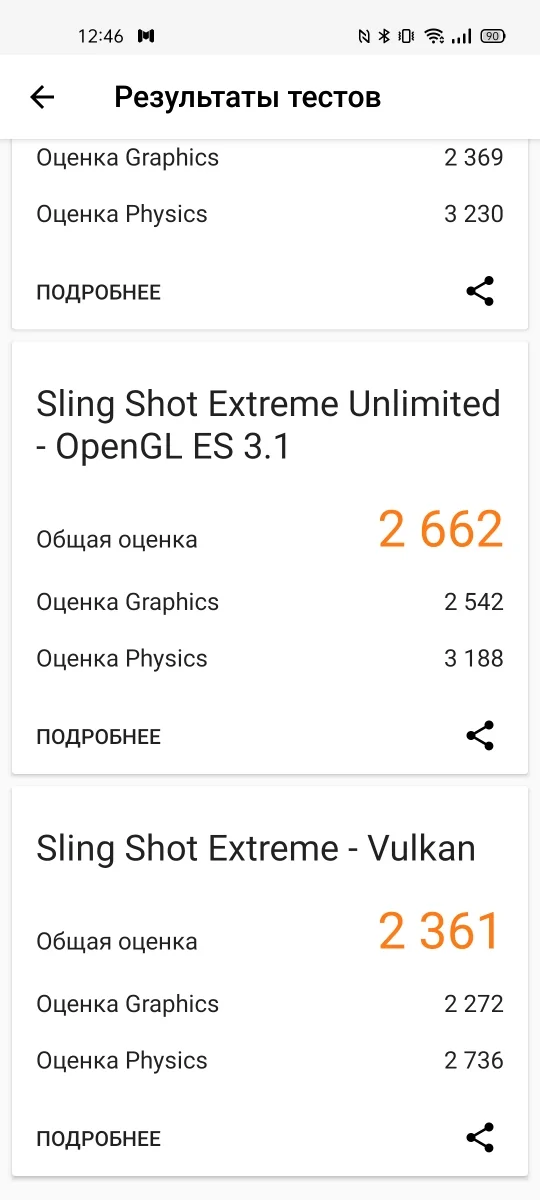 12:46
90
Результаты тестов
Оценка Graphics 2 369
Оценка Physics 3 230
ПОДРОБНЕЕ
Sling Shot Extreme Unlimited
- OpenGL ES 3.1
Общая оценка 2 662
Оценка Graphics 2 542
Оценка Physics 3 188
ПОДРОБНЕЕ
Sling Shot Extreme - Vulkan
Общая оценка 2 361
Оценка Graphics 2 272
Оценка Physics 2 736
ПОДРОБНЕЕ